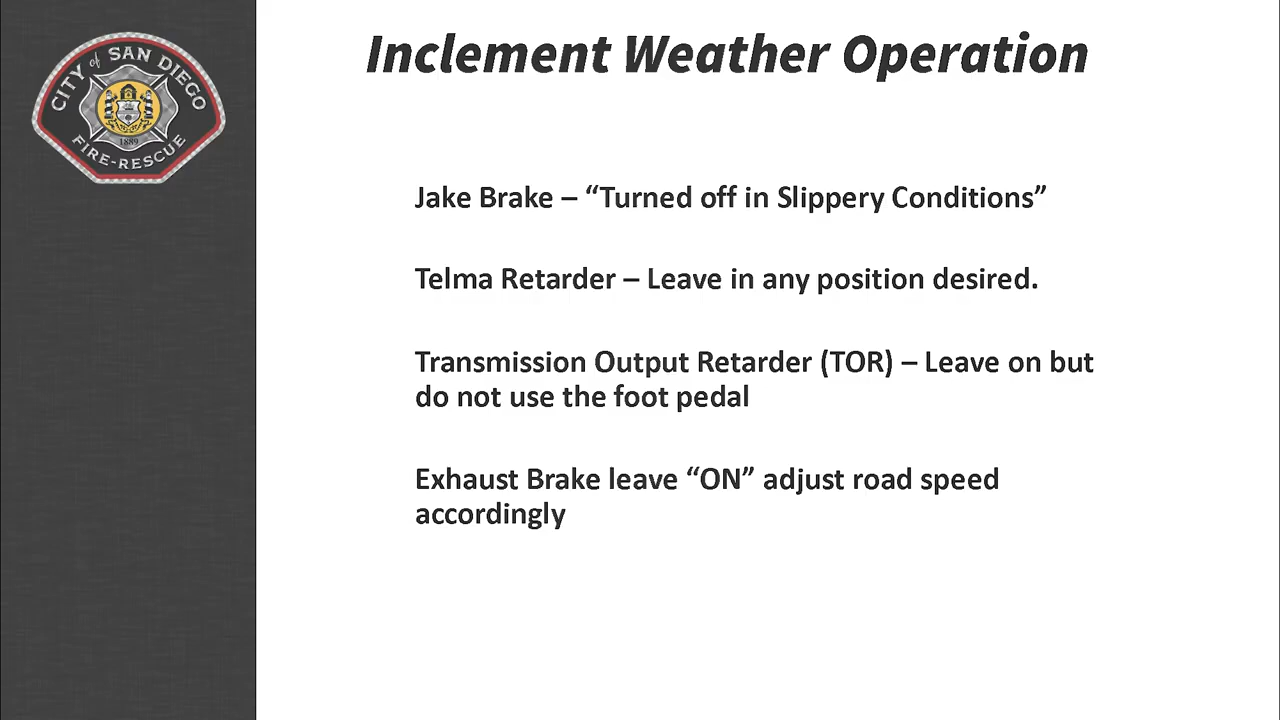 CITY of SAN DIEGO
1889
FIRE-RESCUE
Inclement Weather Operation
Jake Brake – “Turned off in Slippery Conditions”
Telma Retarder – Leave in any position desired.
Transmission Output Retarder (TOR) – Leave on but
do not use the foot pedal
Exhaust Brake leave “ON” adjust road speed
accordingly